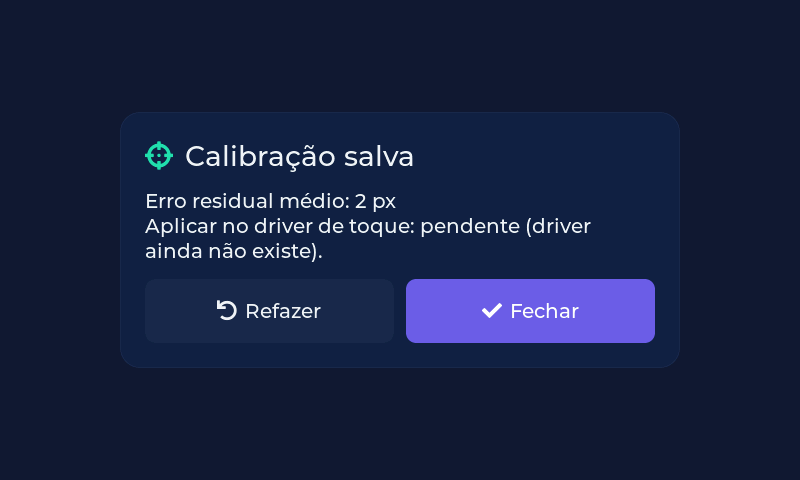 Calibração salva
Erro residual médio: 2 px
Aplicar no driver de toque: pendente (driver
ainda não existe).
Refazer
Fechar